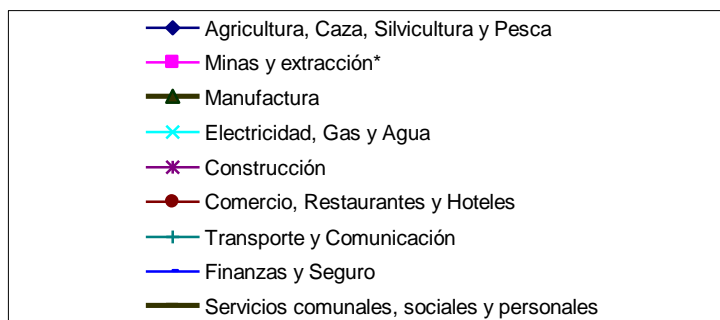 Agricultura, Caza, Silvicultura y Pesca
Minas y extracción*
Manufactura
Electricidad, Gas y Agua
Construcción
Comercio, Restaurantes y Hoteles
Transporte y Comunicación
Finanzas y Seguro
Servicios comunales, sociales y personales